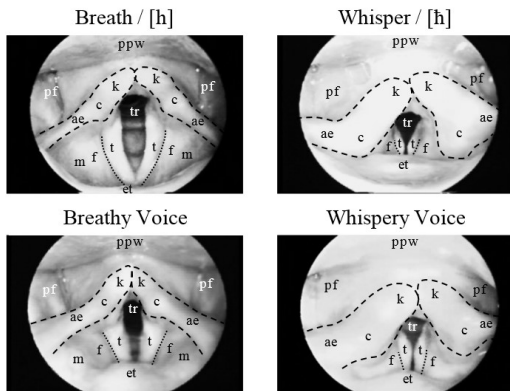 Breath / [h]
ppw
k k
pf pf
c c
tr
ae ae
f t t f
m m
et
Whisper / [ħ]
ppw
k k
pf pf
tr
ae ae
c c
f t t f
et
Breathy Voice
ppw
pf k k pf
c c
tr
ae ae
t t
f f
m m
et
Whispery Voice
ppw
pf pf
k k
c c
ae tr ae
t t
f f
et